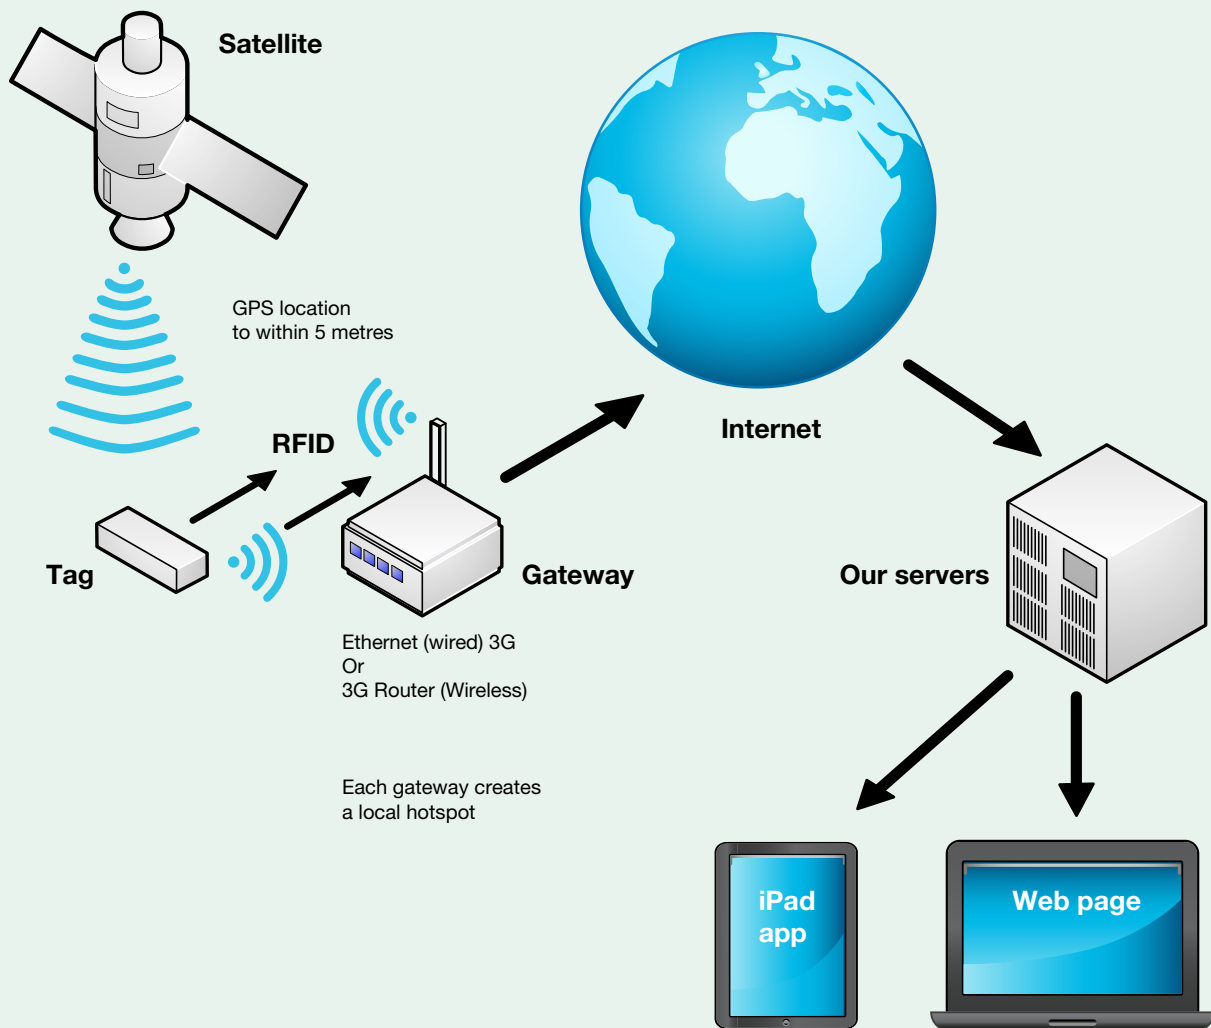 Satellite
GPS location
to within 5 metres
RFID
Internet
Tag
Gateway
Our servers
Ethernet (wired) 3G
Or
3G Router (Wireless)
Each gateway creates
a local hotspot
iPad
app
Web page